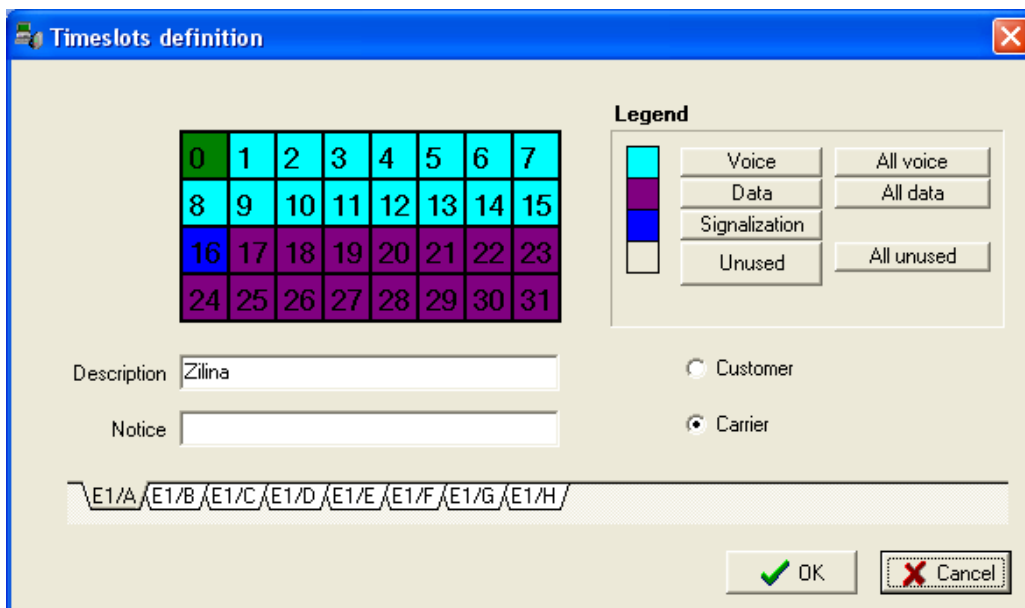 Timeslots definition
Legend
0 1 2 3 4 5 6 7
8 9 10 11 12 13 14 15
16 17 18 19 20 21 22 23
24 25 26 27 28 29 30 31
Voice All voice
Data All data
Signalization
Unused All unused
Description Zilina
Customer
Notice
Carrier
E1/A E1/B E1/C E1/D E1/E E1/F E1/G E1/H
OK Cancel